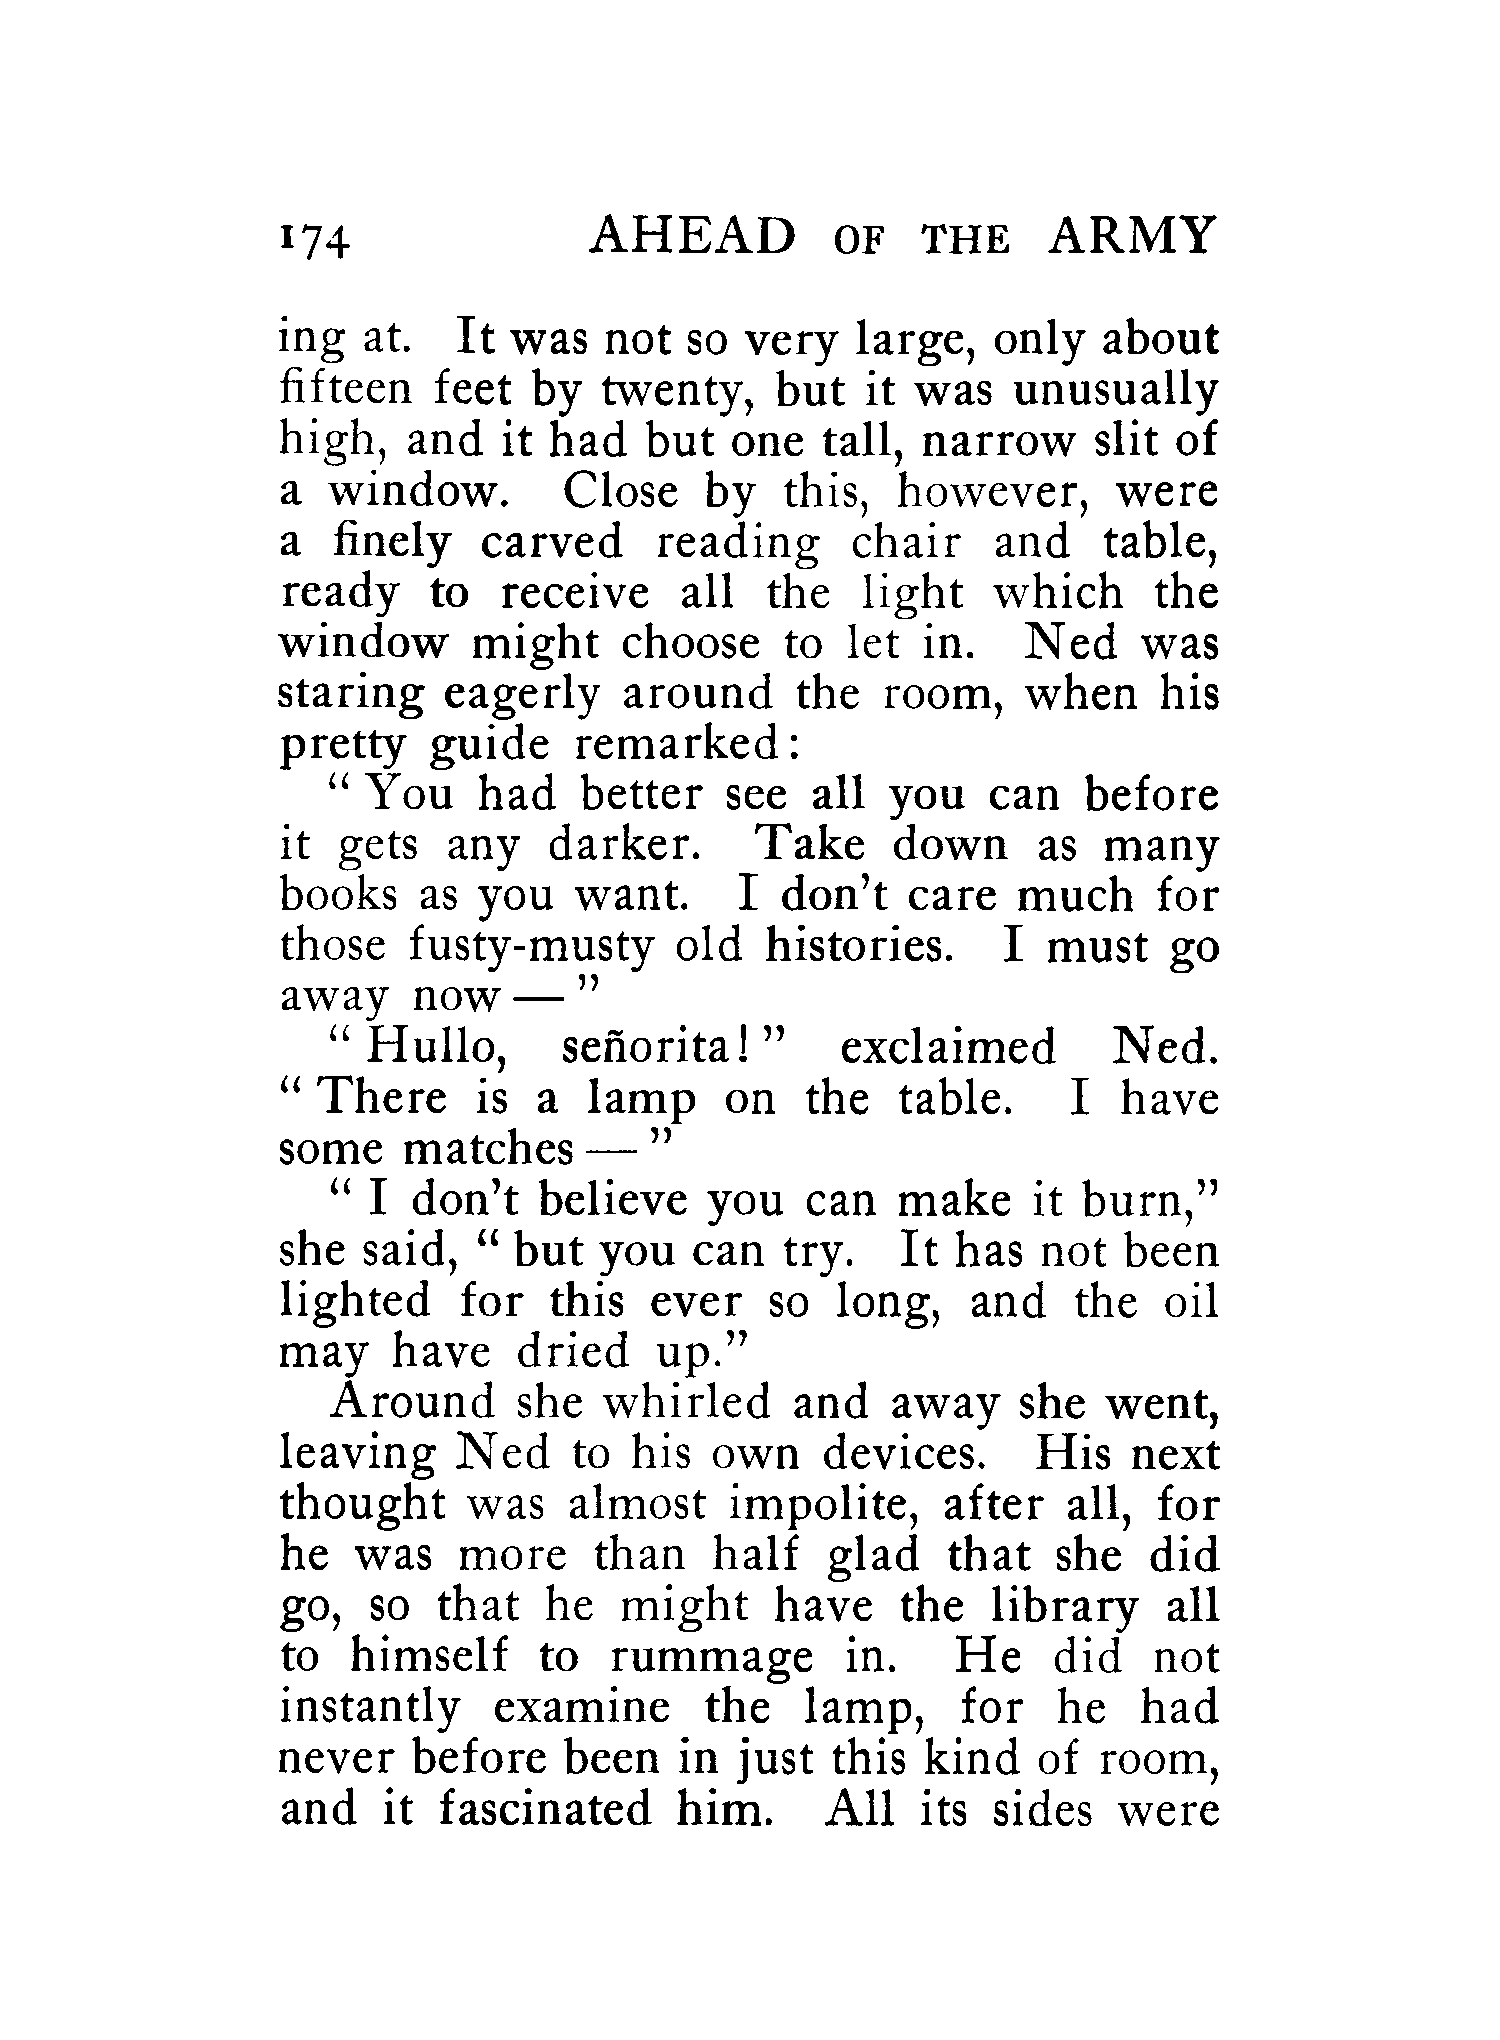 174 AHEAD OF THE ARMY
ing at. It was not so very large, only about
fifteen feet by twenty, but it was unusually
high, and it had but one tall, narrow slit of
a window. Close by this, however, were
a finely carved reading chair and table,
ready to receive all the light which the
window might choose to let in. Ned was
staring eagerly around the room, when his
pretty guide remarked:
“ You had better see all you can before
it gets any darker. Take down as many
books as you want. I don’t care much for
those fusty-musty old histories. I must go
away now — ”
“ Hullo, señorita! ” exclaimed Ned.
“ There is a lamp on the table. I have
some matches — ”
“ I don’t believe you can make it burn,”
she said, “ but you can try. It has not been
lighted for this ever so long, and the oil
may have dried up.”
Around she whirled and away she went,
leaving Ned to his own devices. His next
thought was almost impolite, after all, for
he was more than half glad that she did
go, so that he might have the library all
to himself to rummage in. He did not
instantly examine the lamp, for he had
never before been in just this kind of room,
and it fascinated him. All its sides were